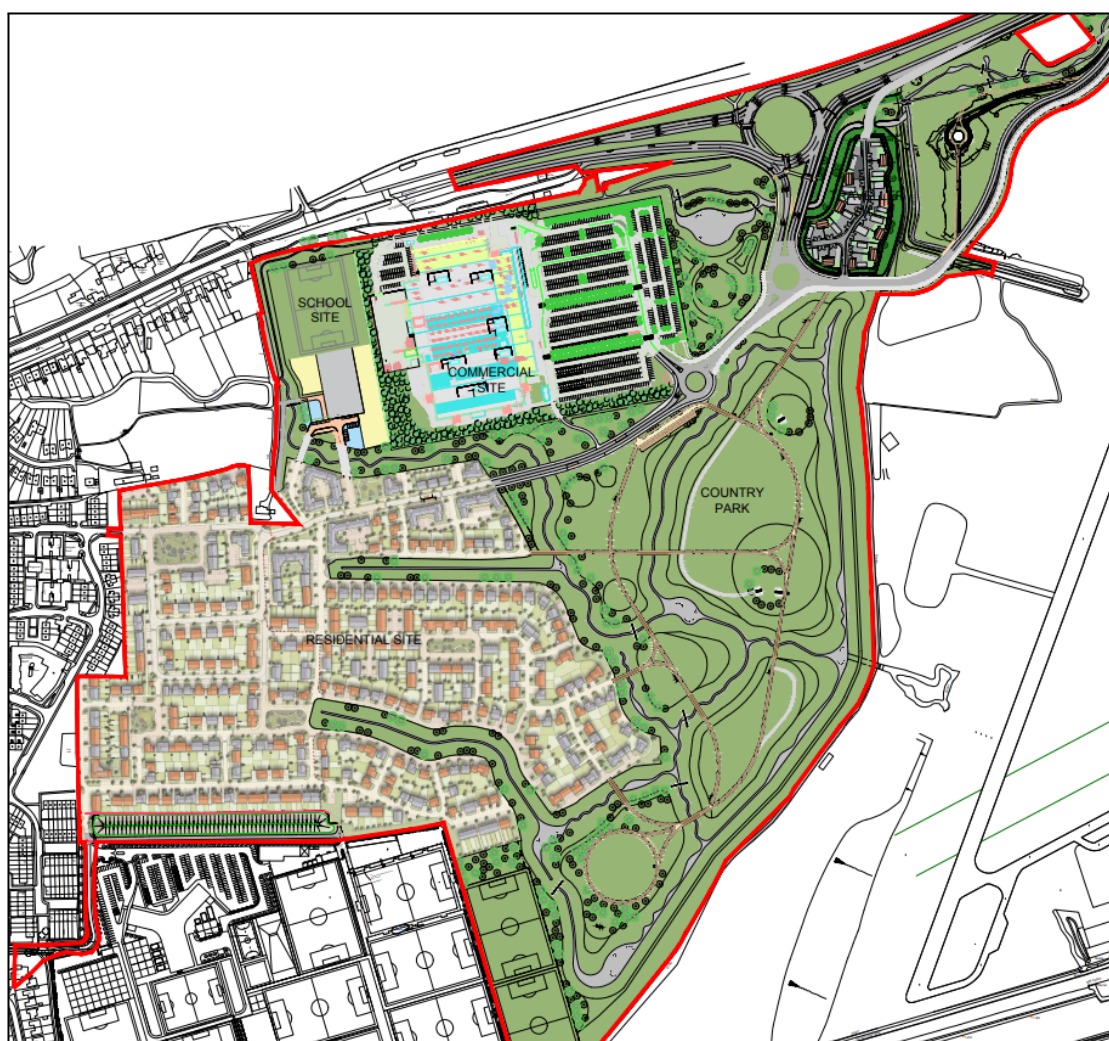 SCHOOL
SITE
COMMERCIAL
SITE
COUNTRY
PARK
RESIDENTIAL SITE